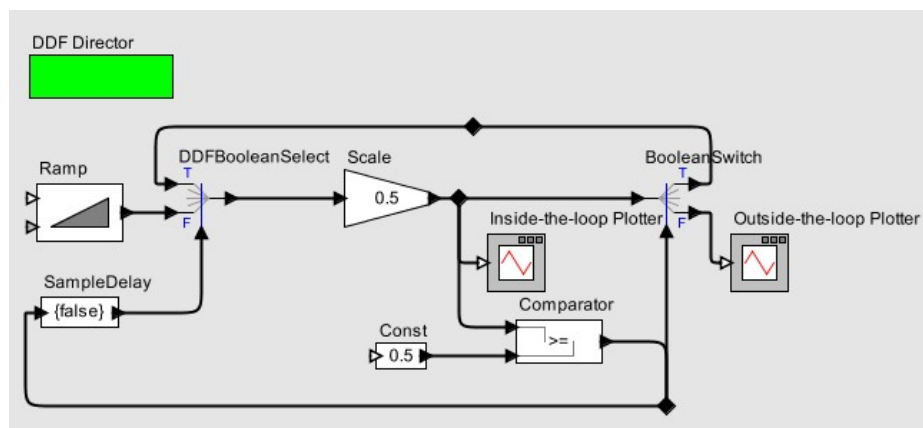 DDF Director
DDFBooleanSelect
Scale
BooleanSwitch
Ramp
T
T
0.5
F
F
Inside-the-loop Plotter
Outside-the-loop Plotter
SampleDelay
{false}
Comparator
Const
>=
0.5